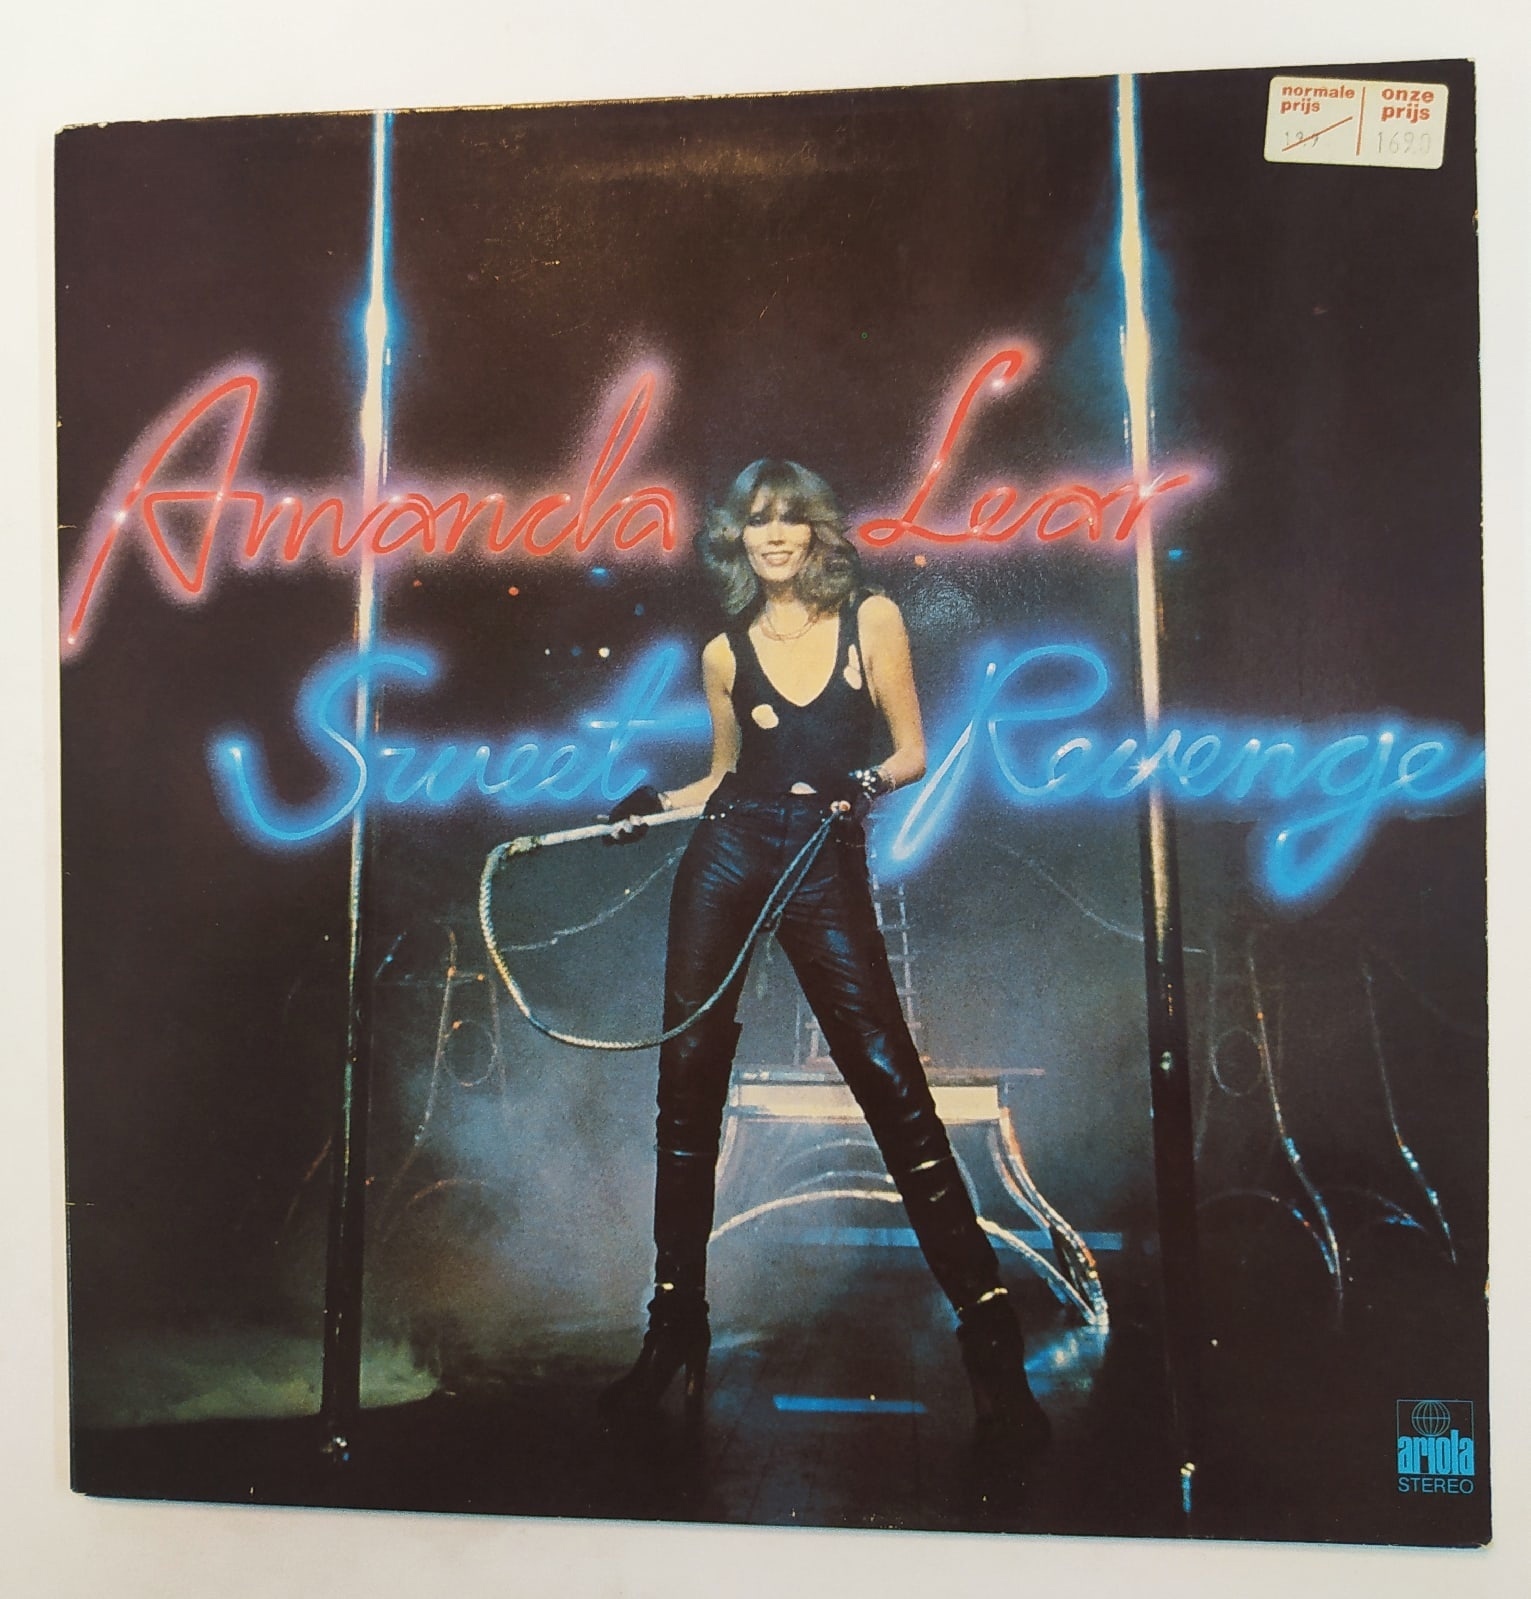 normale
prijs
onze
prijs
1690
Amanda Lear
Sweet Revenge
ariola
STEREO